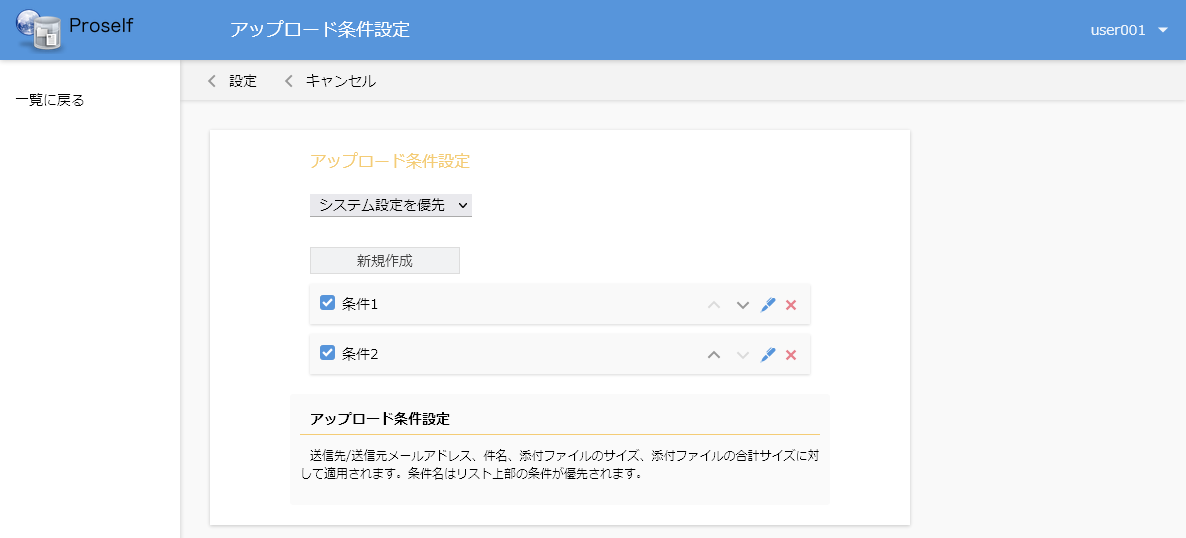 Proself
アップロード条件設定
user001
一覧に戻る
設定
キャンセル
アップロード条件設定
システム設定を優先
新規作成
条件1
条件2
アップロード条件設定
送信先/送信元メールアドレス、件名、添付ファイルのサイズ、添付ファイルの合計サイズに対
して適用されます。条件名はリスト上部の条件が優先されます。